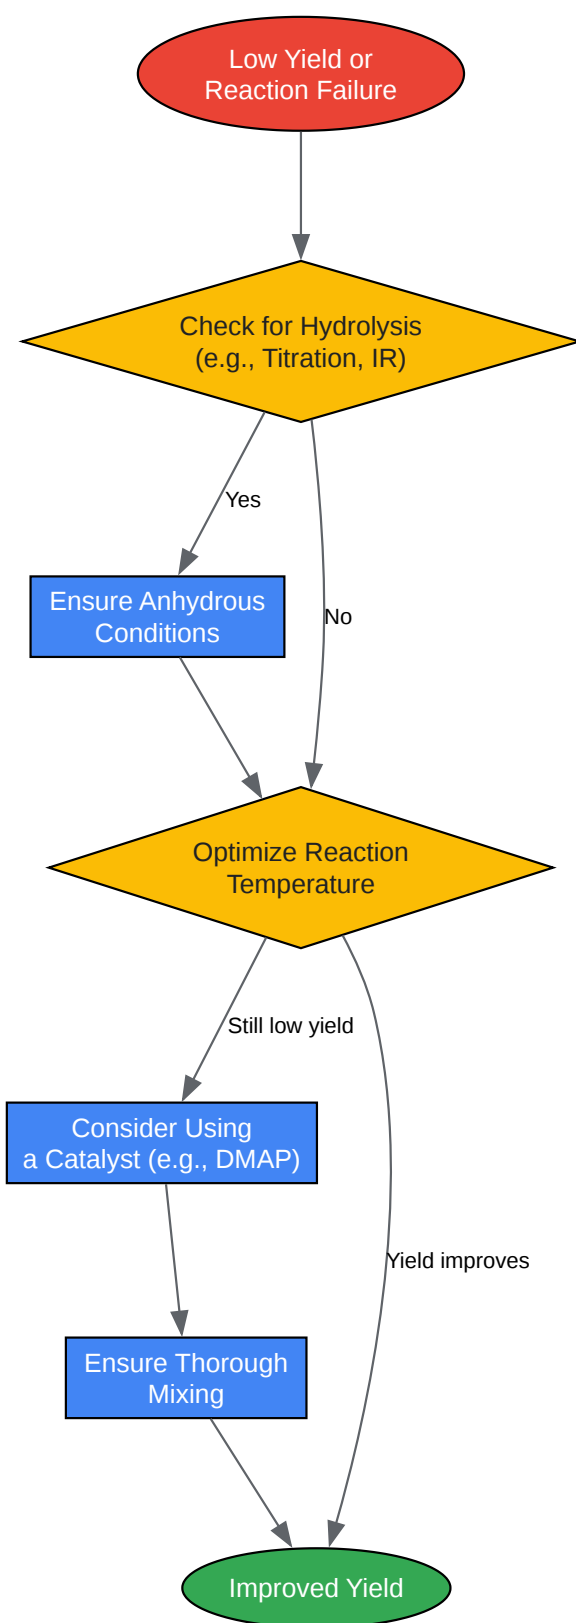 Low Yield or
Reaction Failure
Check for Hydrolysis
(e.g., Titration, IR)
Yes
Ensure Anhydrous
Conditions
No
Optimize Reaction
Temperature
Still low yield
Consider Using
a Catalyst (e.g., DMAP)
Yield improves
Ensure Thorough
Mixing
Improved Yield